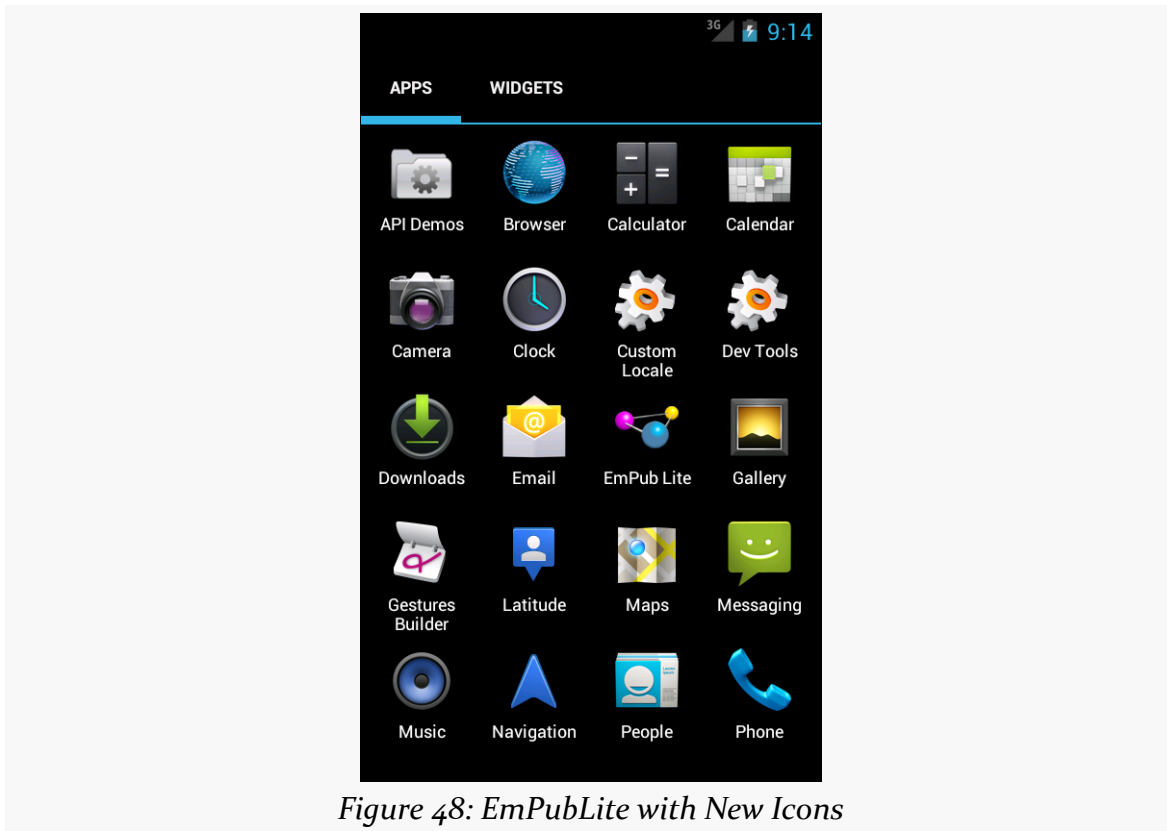 3G 9:14
APPS WIDGETS
API Demos Browser Calculator Calendar
Camera Clock Custom Locale Dev Tools
Downloads Email EmPub Lite Gallery
Gestures Builder Latitude Maps Messaging
Music Navigation People Phone
Figure 48: EmPubLite with New Icons